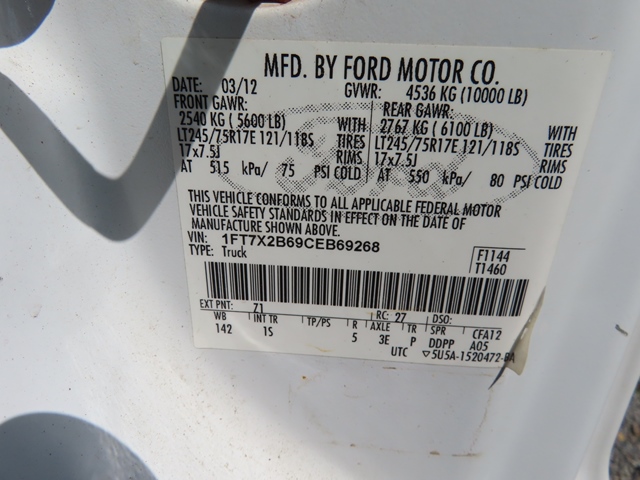 MFD. BY FORD MOTOR CO.
DATE: 03/12 GVWR: 4536 KG (10000 LB)
FRONT GAWR: REAR GAWR:
2540 KG ( 5600 LB) WITH 2767 KG ( 6100 LB) WITH
LT245/75R17E 121/118S TIRES LT245/75R17E 121/118S TIRES
17x7.5J RIMS 17x7.5J RIMS
AT 515 kPa/ 75 PSI COLD AT 550 kPa/ 80 PSI COLD
THIS VEHICLE CONFORMS TO ALL APPLICABLE FEDERAL MOTOR
VEHICLE SAFETY STANDARDS IN EFFECT ON THE DATE OF
MANUFACTURE SHOWN ABOVE.
VIN: 1FT7X2B69CEB69268
TYPE: Truck
F1144
T1460
EXT PNT: 71 RC: 27 DSO:
WB INT TR TP/PS R AXLE TR SPR CFA12
142 1S 5 3E P DDPP A05
UTC ▽5U5A-1520472-BA
Ford